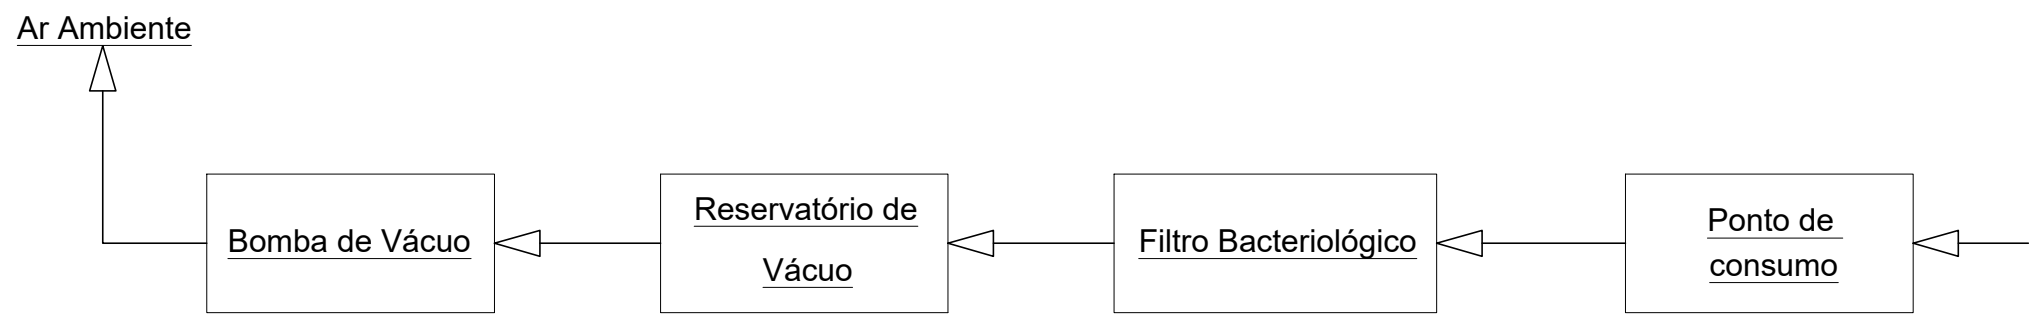 Ar Ambiente
Bomba de Vácuo
Reservatório de
Vácuo
Filtro Bacteriológico
Ponto de
consumo